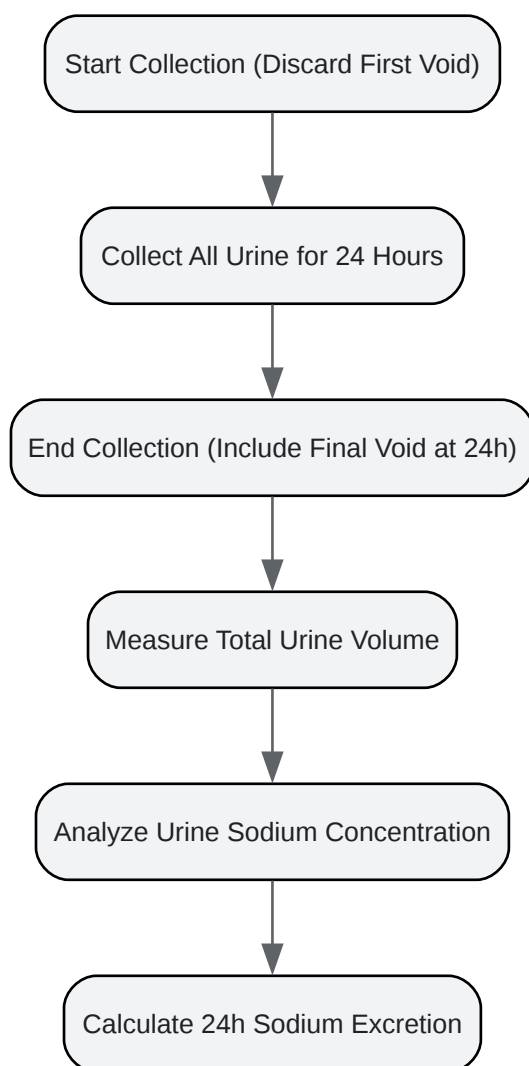 Start Collection (Discard First Void)
Collect All Urine for 24 Hours
End Collection (Include Final Void at 24h)
Measure Total Urine Volume
Analyze Urine Sodium Concentration
Calculate 24h Sodium Excretion